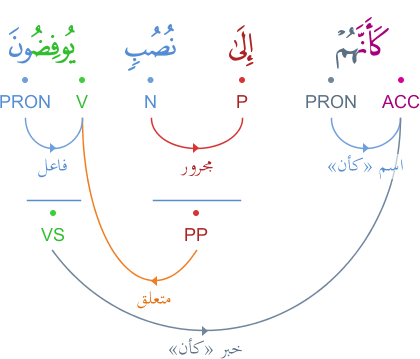 كَأَنَّهُمْ إِلَىٰ نُصُبٍ يُوفِضُونَ
PRON V N P PRON ACC
فاعل مجرور اسم «كأن»
VS PP
متعلق
خبر «كأن»